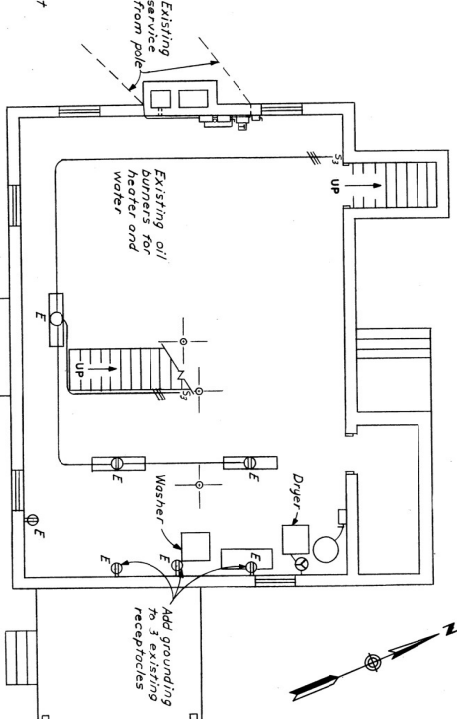 Existing
service
from pole
S3
UP
Existing oil
burners for
heater and
water
E
UP
S3
E
E
Dryer
Washer
E
E
E
E
Add grounding
to 3 existing
receptacles
N